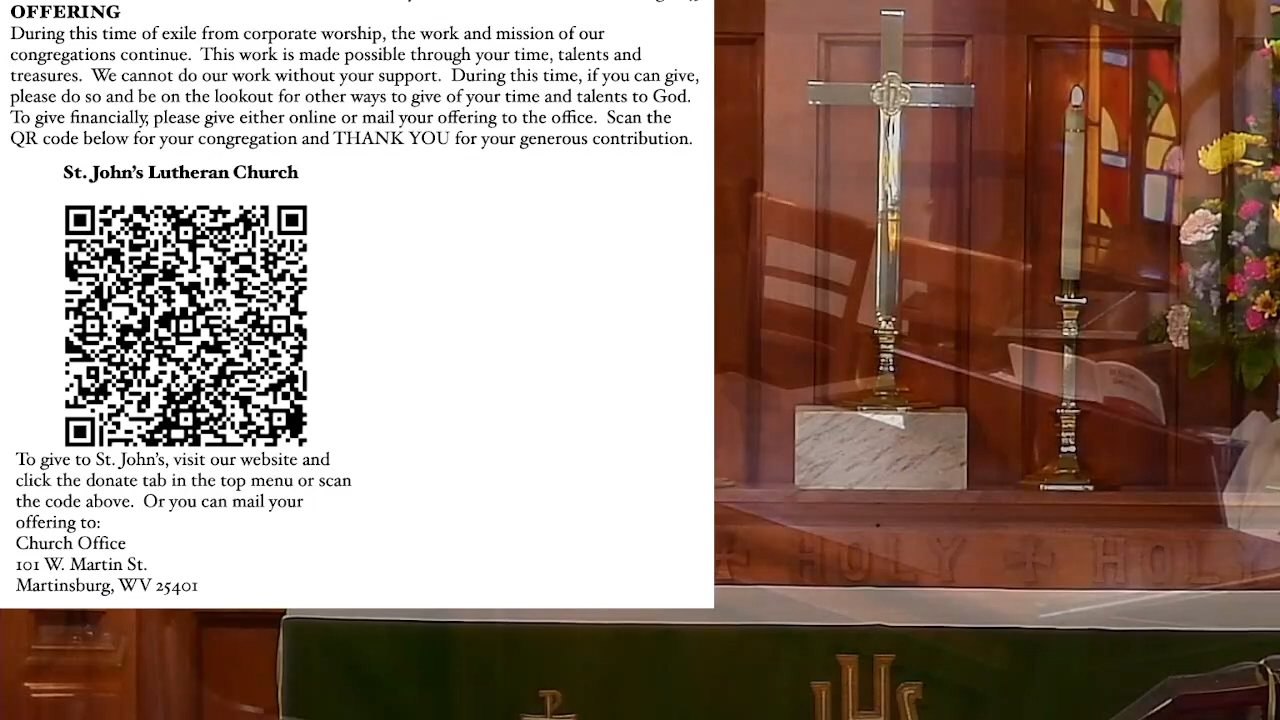 OFFERING
During this time of exile from corporate worship, the work and mission of our
congregations continue. This work is made possible through your time, talents and
treasures. We cannot do our work without your support. During this time, if you can give,
please do so and be on the lookout for other ways to give of your time and talents to God.
To give financially, please give either online or mail your offering to the office. Scan the
QR code below for your congregation and THANK YOU for your generous contribution.
St. John's Lutheran Church
To give to St. John's, visit our website and
click the donate tab in the top menu or scan
the code above. Or you can mail your
offering to:
Church Office
101 W. Martin St.
Martinsburg, WV 25401
HOLY + HOLY
IHS